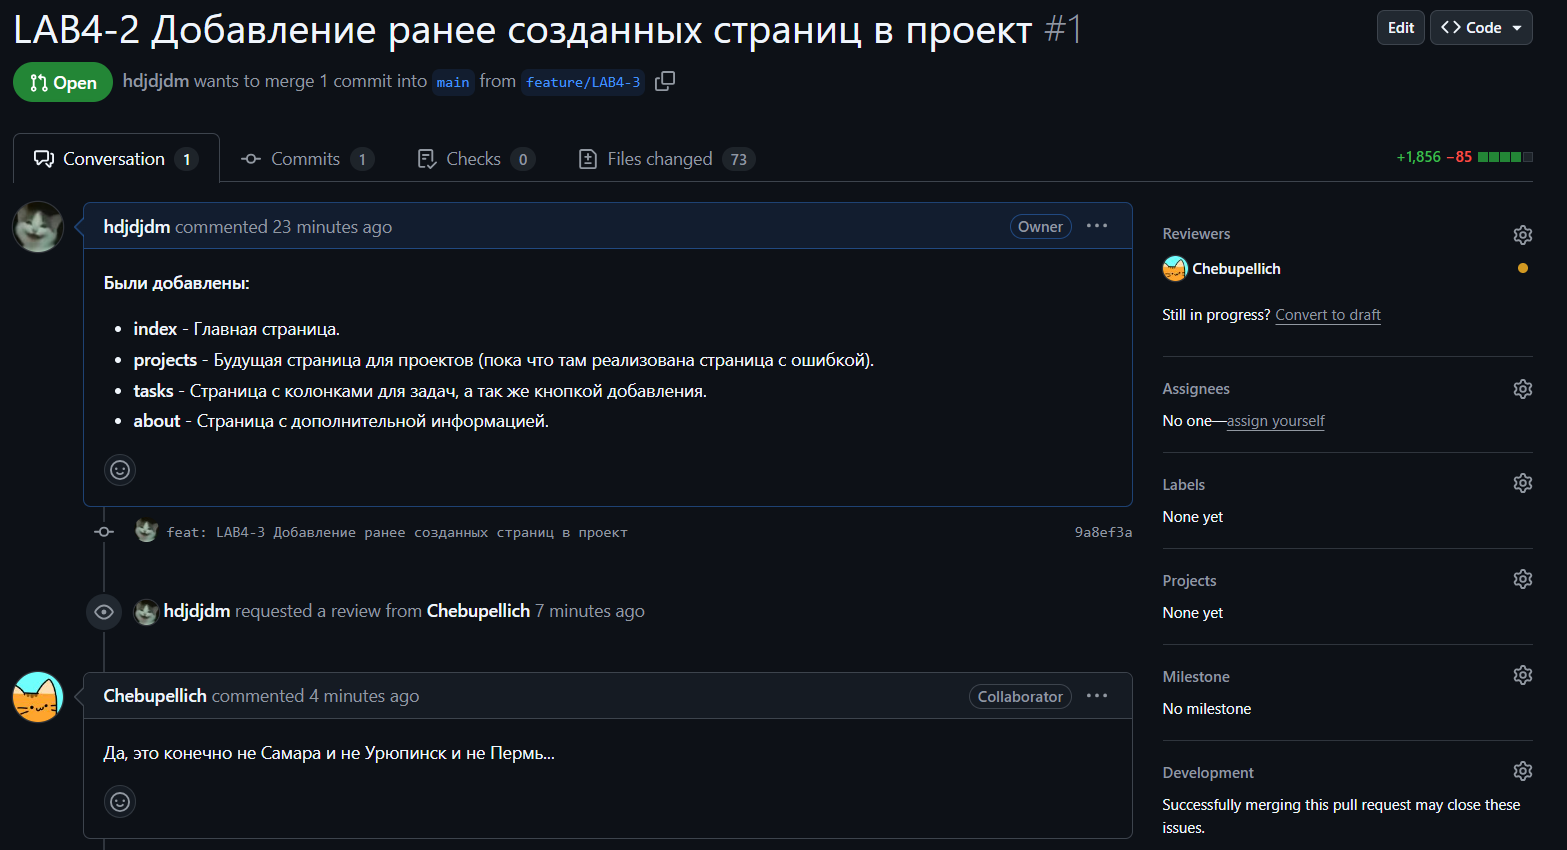 LAB4-2 Добавление ранее созданных страниц в проект #1
Edit
Code
Open
hdjdjdm wants to merge 1 commit into main from feature/LAB4-3
Conversation 1
Commits 1
Checks 0
Files changed 73
+1,856 −85
hdjdjdm commented 23 minutes ago
Owner
Были добавлены:
index - Главная страница.
projects - Будущая страница для проектов (пока что там реализована страница с ошибкой).
tasks - Страница с колонками для задач, а так же кнопкой добавления.
about - Страница с дополнительной информацией.
feat: LAB4-3 Добавление ранее созданных страниц в проект
9a8ef3a
hdjdjdm requested a review from Chebupellich 7 minutes ago
Chebupellich commented 4 minutes ago
Collaborator
Да, это конечно не Самара и не Урюпинск и не Пермь...
Reviewers
Chebupellich
Still in progress? Convert to draft
Assignees
No one—assign yourself
Labels
None yet
Projects
None yet
Milestone
No milestone
Development
Successfully merging this pull request may close these
issues.